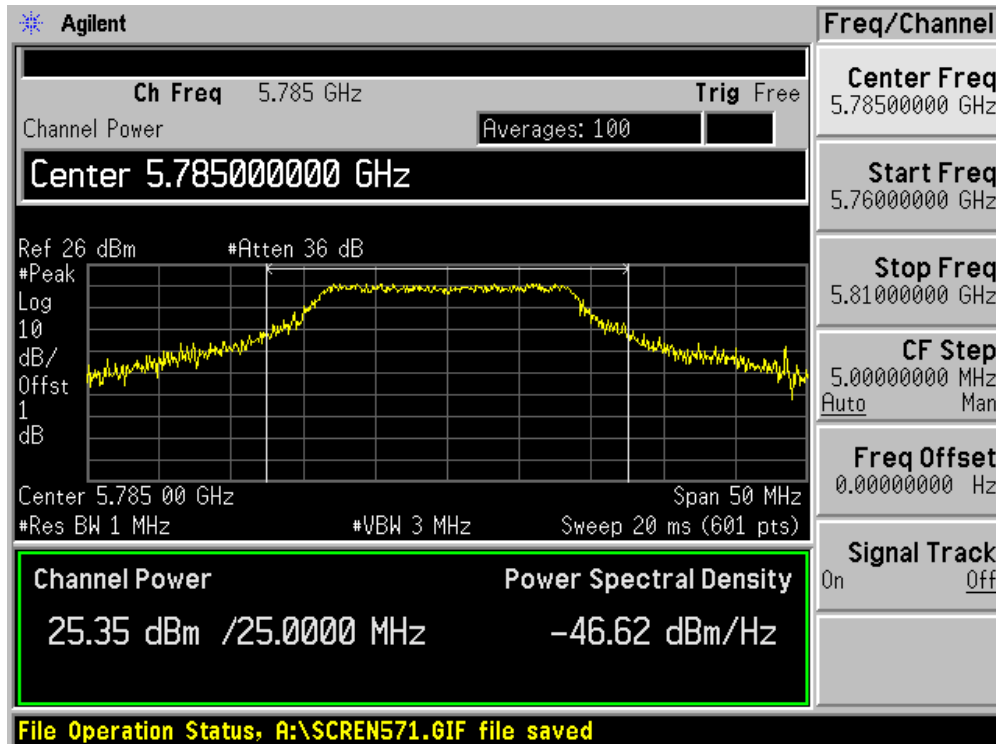 Agilent
Freq/Channel
Ch Freq 5.785 GHz Trig Free
Channel Power Averages: 100
Center 5.785000000 GHz
Ref 26 dBm #Atten 36 dB
#Peak
Log
10
dB/
Offst
1
dB
Center 5.785 00 GHz Span 50 MHz
#Res BW 1 MHz #VBW 3 MHz Sweep 20 ms (601 pts)
Channel Power Power Spectral Density
25.35 dBm /25.0000 MHz -46.62 dBm/Hz
File Operation Status, A:\SCREN571.GIF file saved
Center Freq
5.78500000 GHz
Start Freq
5.76000000 GHz
Stop Freq
5.81000000 GHz
CF Step
5.00000000 MHz
Auto Man
Freq Offset
0.00000000 Hz
Signal Track
On Off